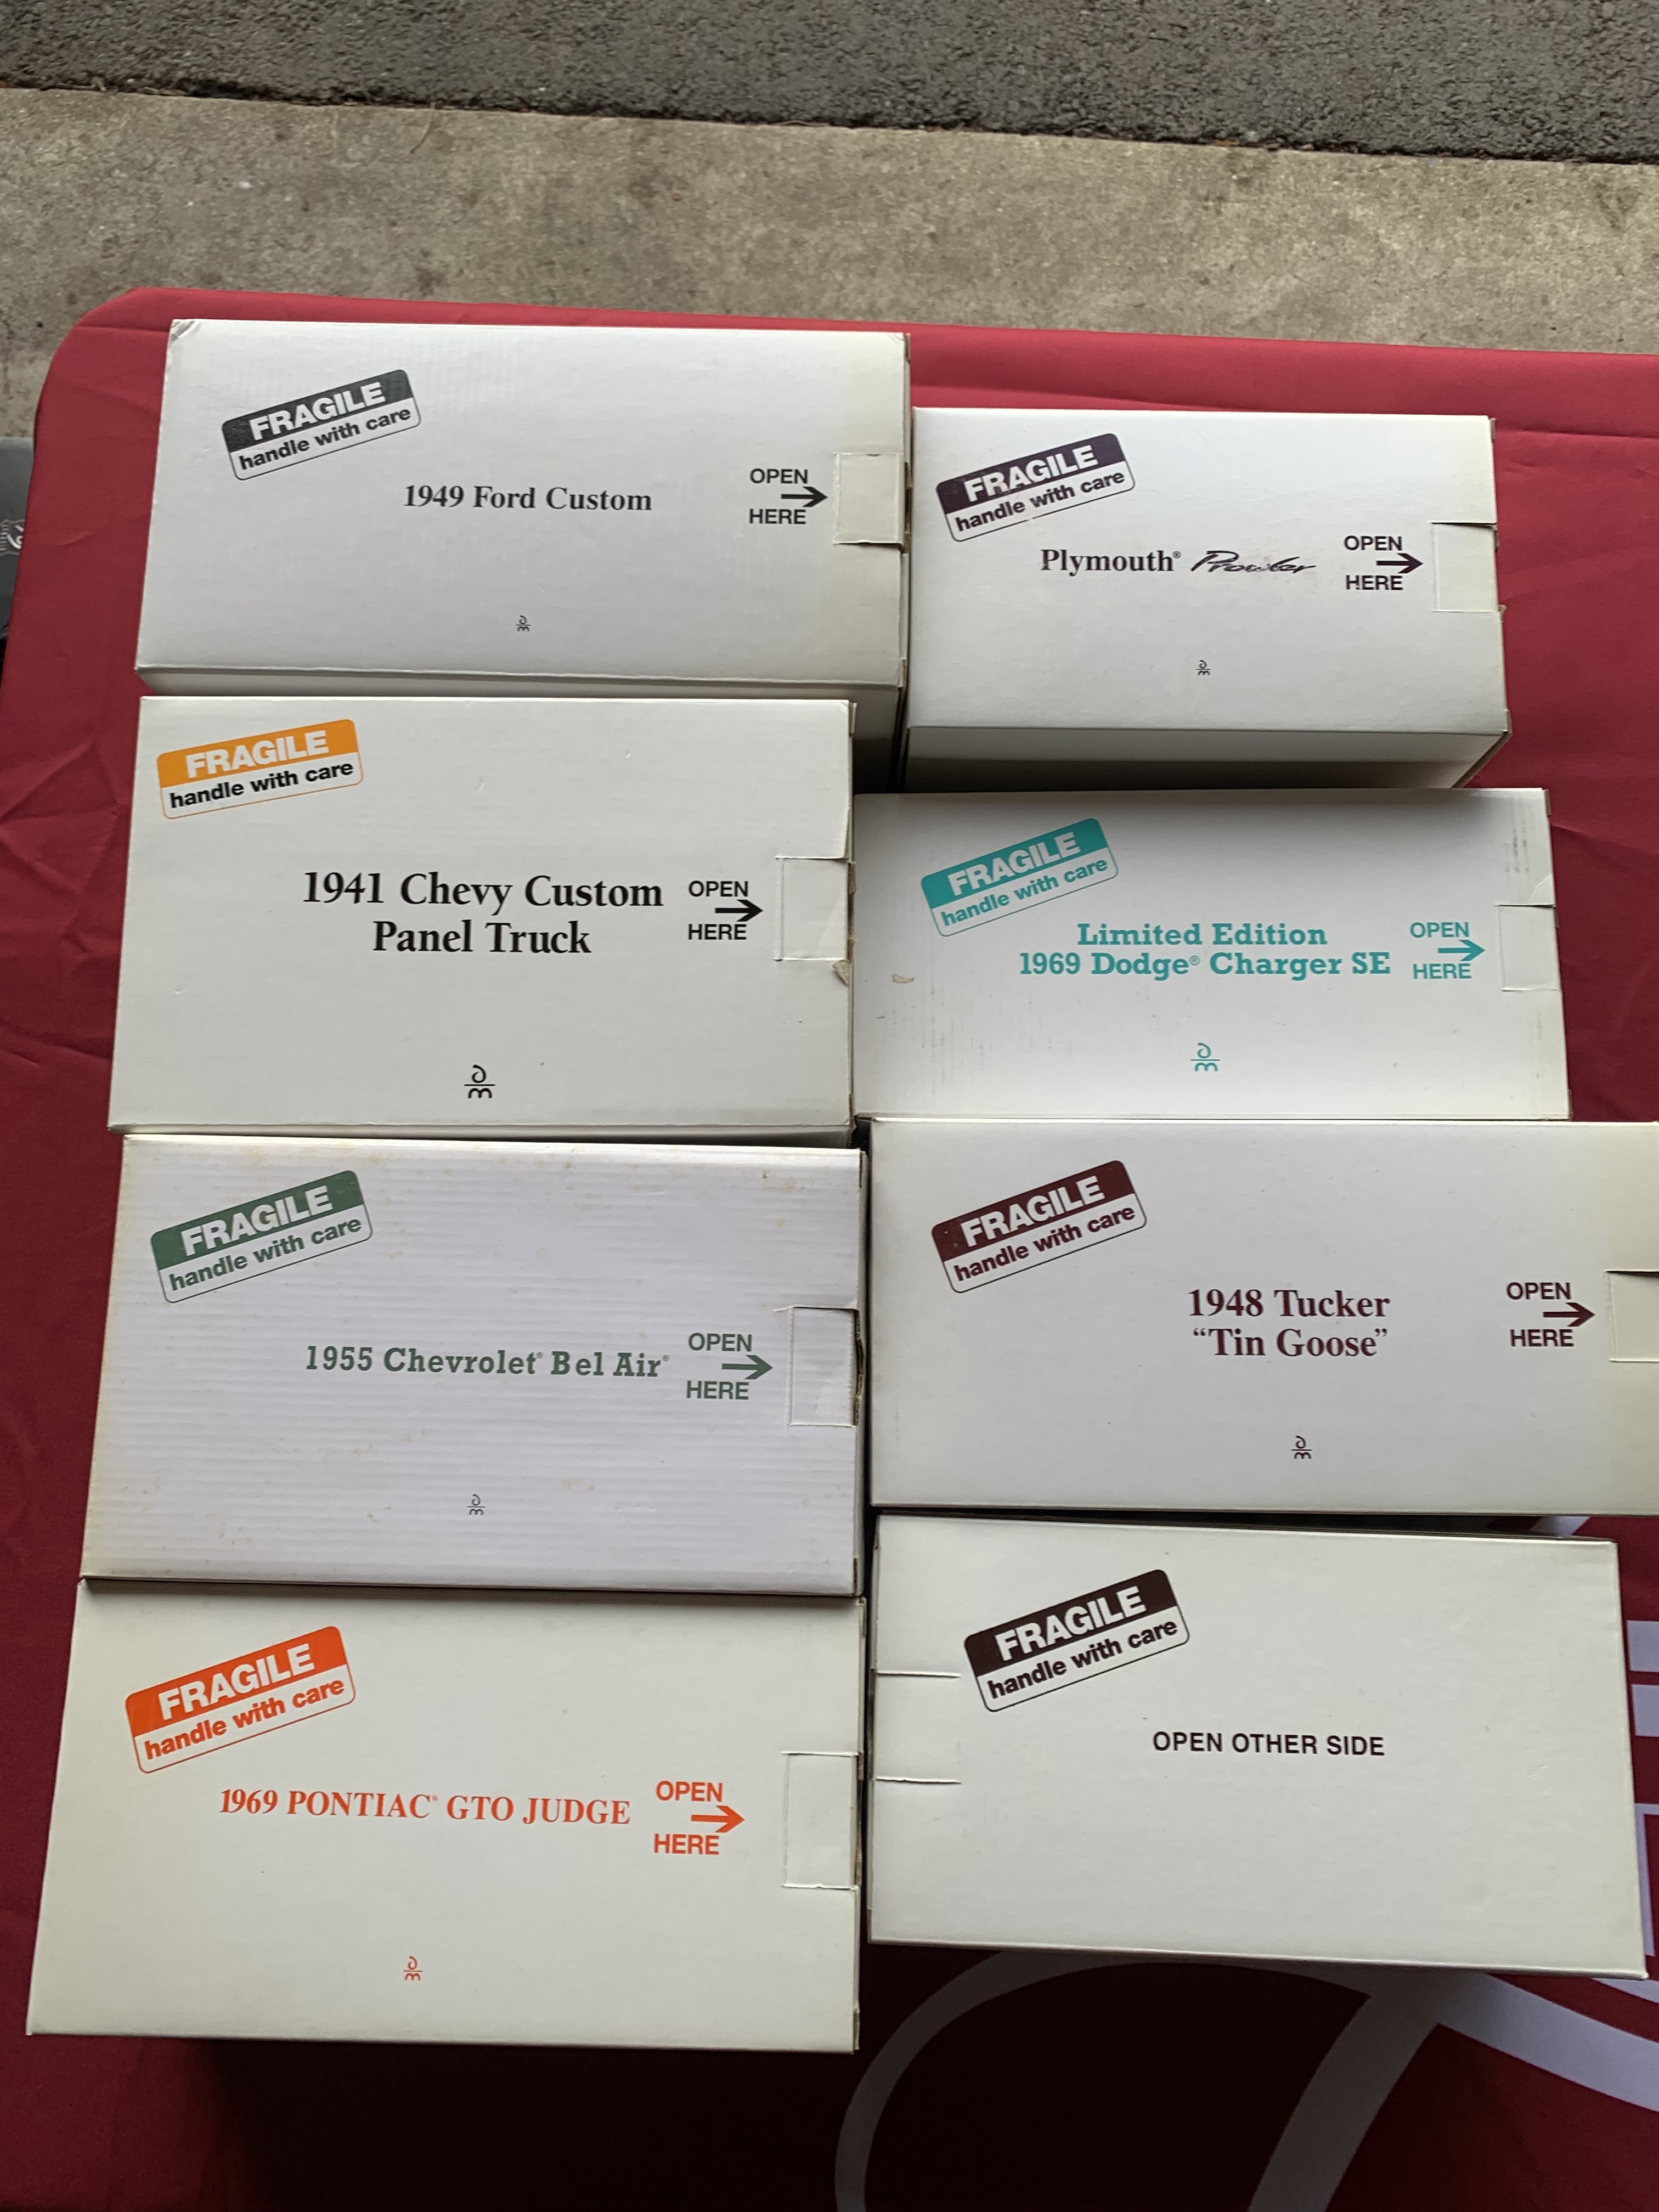 FRAGILE
handle with care
1949 Ford Custom
OPEN
HERE
FRAGILE
handle with care
Plymouth® Prowler
OPEN
HERE
FRAGILE
handle with care
1941 Chevy Custom
Panel Truck
OPEN
HERE
FRAGILE
handle with care
Limited Edition
1969 Dodge® Charger SE
OPEN
HERE
FRAGILE
handle with care
1955 Chevrolet® Bel Air®
OPEN
HERE
FRAGILE
handle with care
1948 Tucker
“Tin Goose”
OPEN
HERE
FRAGILE
handle with care
1969 PONTIAC® GTO JUDGE
OPEN
HERE
FRAGILE
handle with care
OPEN OTHER SIDE